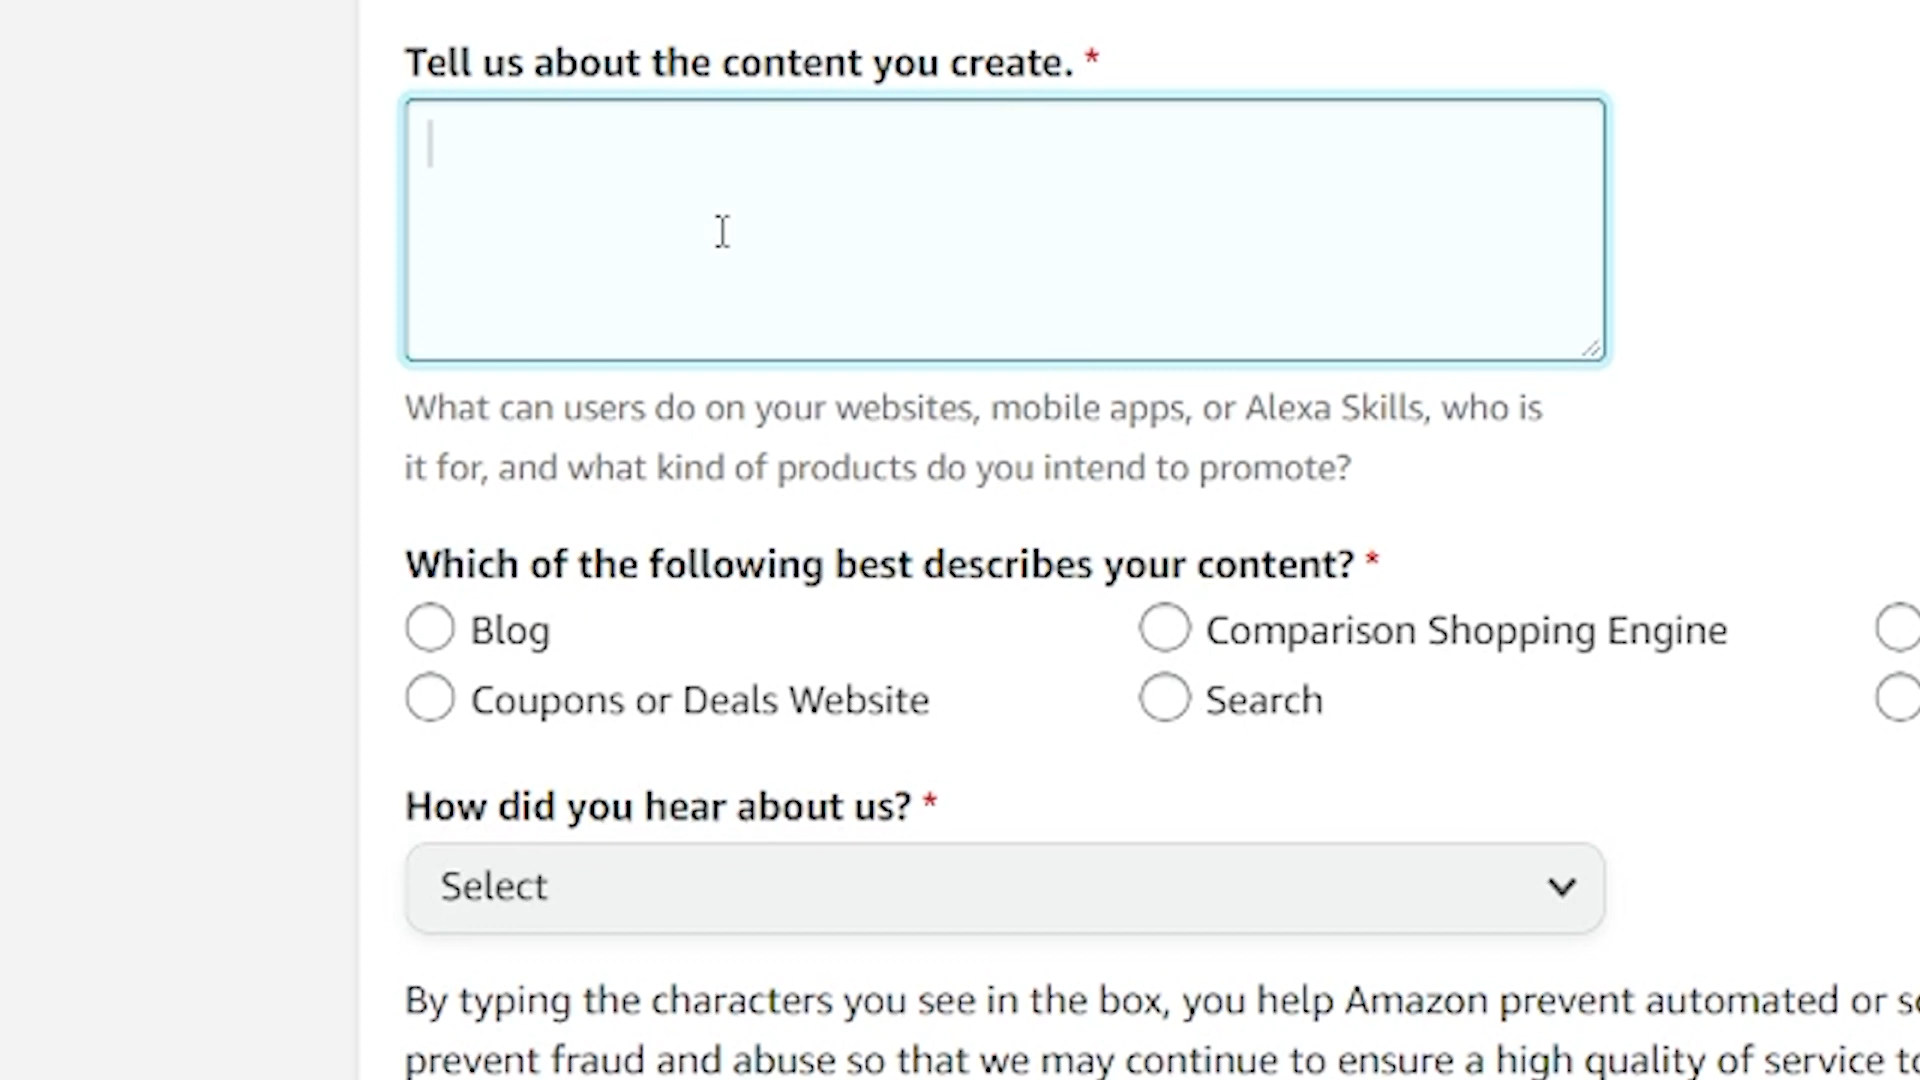 Tell us about the content you create. *
What can users do on your websites, mobile apps, or Alexa Skills, who is
it for, and what kind of products do you intend to promote?
Which of the following best describes your content? *
Blog
Comparison Shopping Engine
Coupons or Deals Website
Search
How did you hear about us? *
Select
By typing the characters you see in the box, you help Amazon prevent automated or
prevent fraud and abuse so that we may continue to ensure a high quality of service